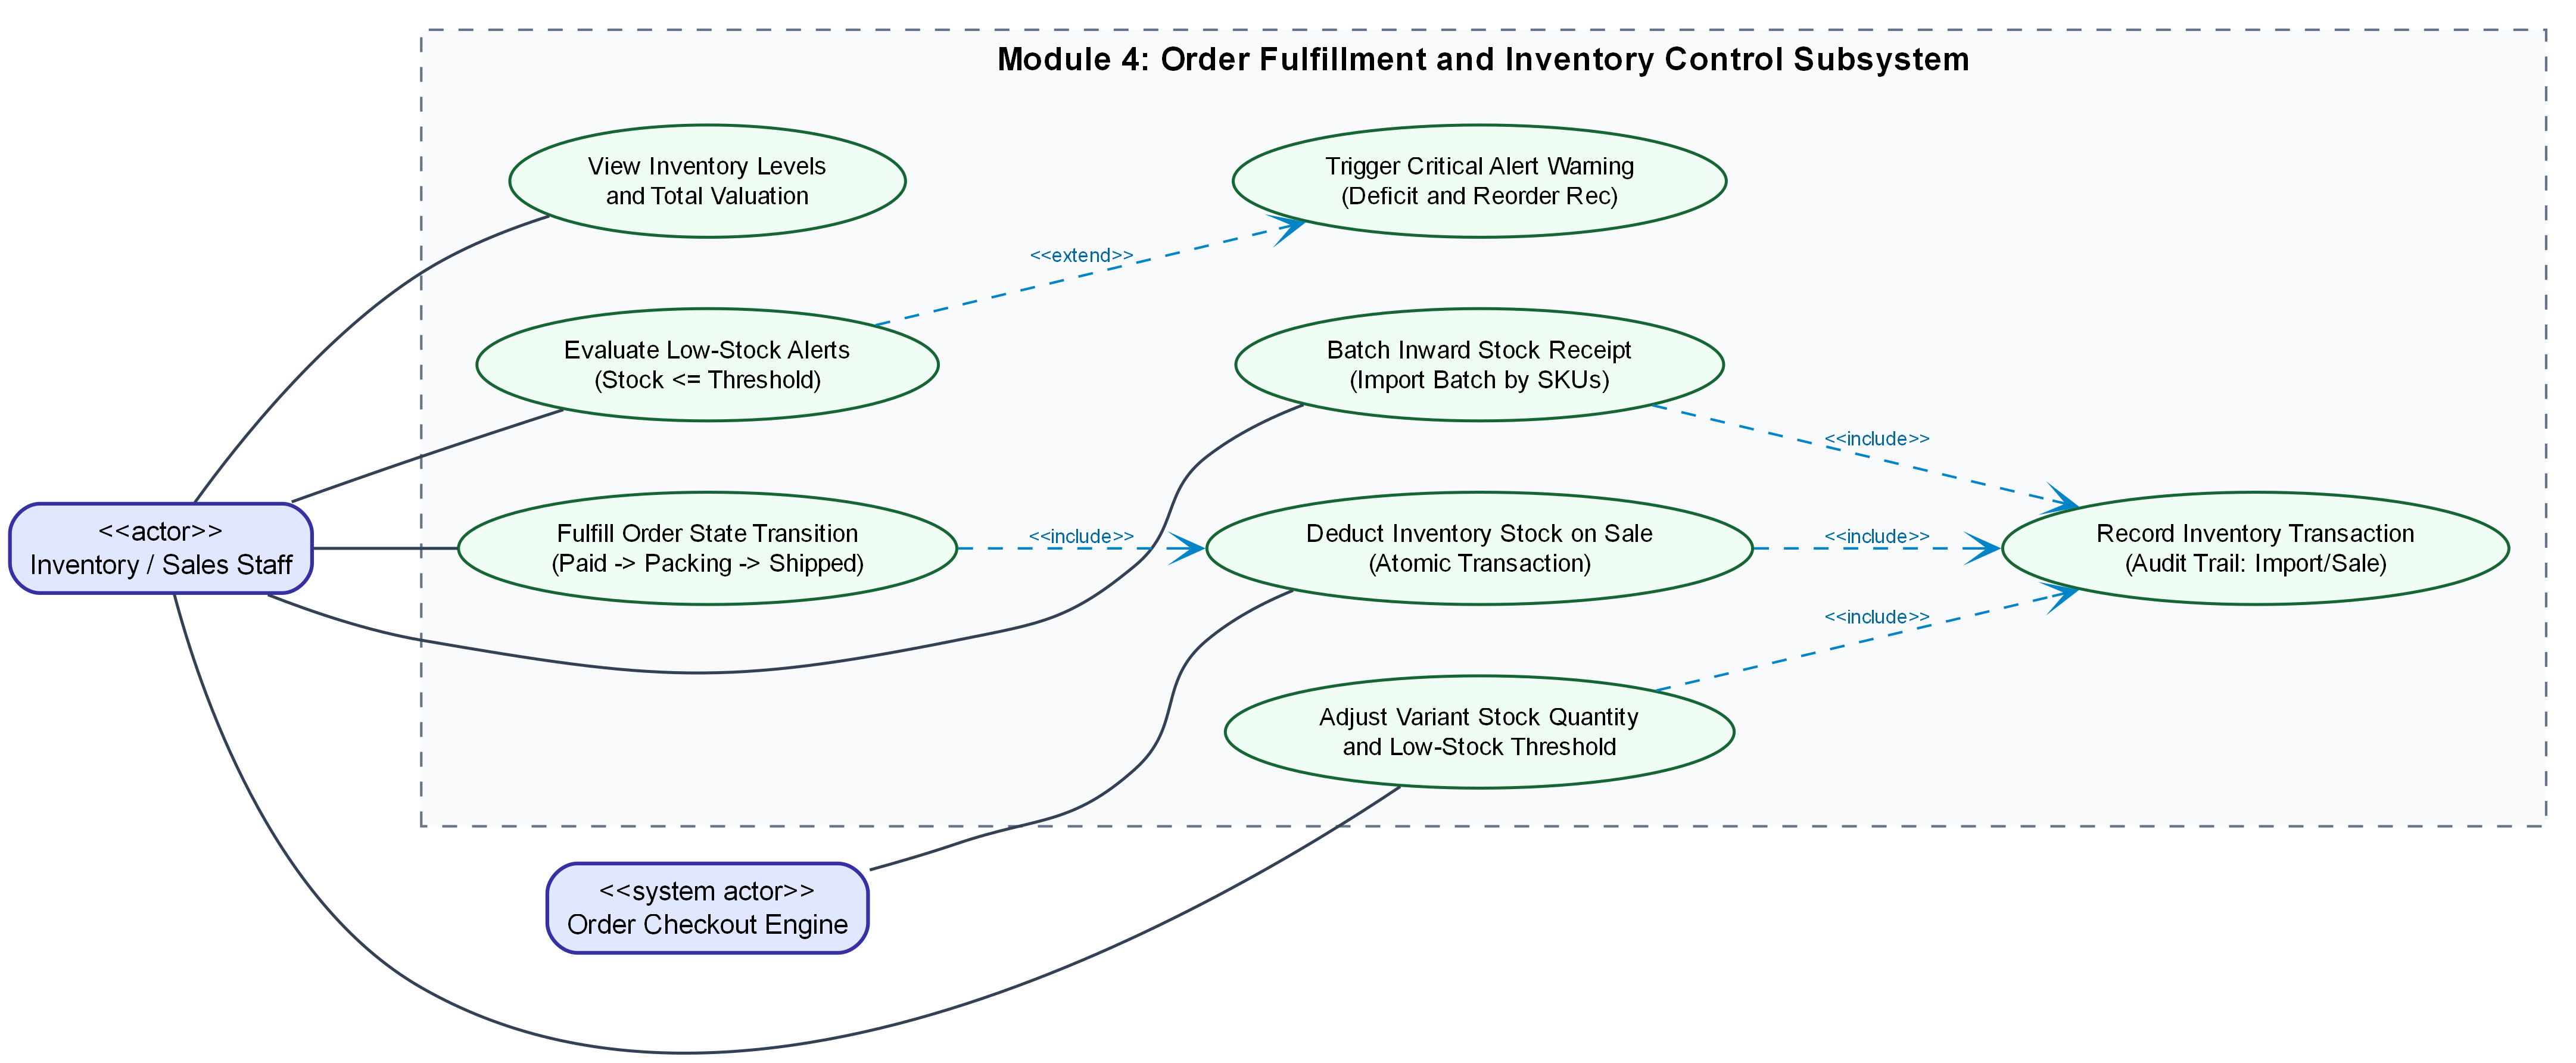 Module 4: Order Fulfillment and Inventory Control Subsystem
View Inventory Levels
and Total Valuation
Trigger Critical Alert Warning
(Deficit and Reorder Rec)
<<extend>>
Evaluate Low-Stock Alerts
(Stock <= Threshold)
Batch Inward Stock Receipt
(Import Batch by SKUs)
<<include>>
<<actor>>
Inventory / Sales Staff
Fulfill Order State Transition
(Paid -> Packing -> Shipped)
<<include>>
Deduct Inventory Stock on Sale
(Atomic Transaction)
<<include>>
Record Inventory Transaction
(Audit Trail: Import/Sale)
<<include>>
Adjust Variant Stock Quantity
and Low-Stock Threshold
<<system actor>>
Order Checkout Engine